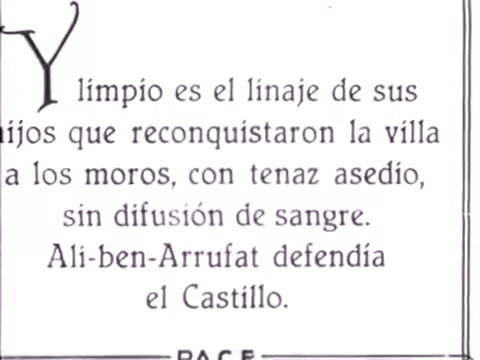 Y limpio es el linaje de sus
hijos que reconquistaron la villa
a los moros, con tenaz asedio,
sin difusión de sangre.
Ali-ben-Arrufat defendía
el Castillo.
PACE